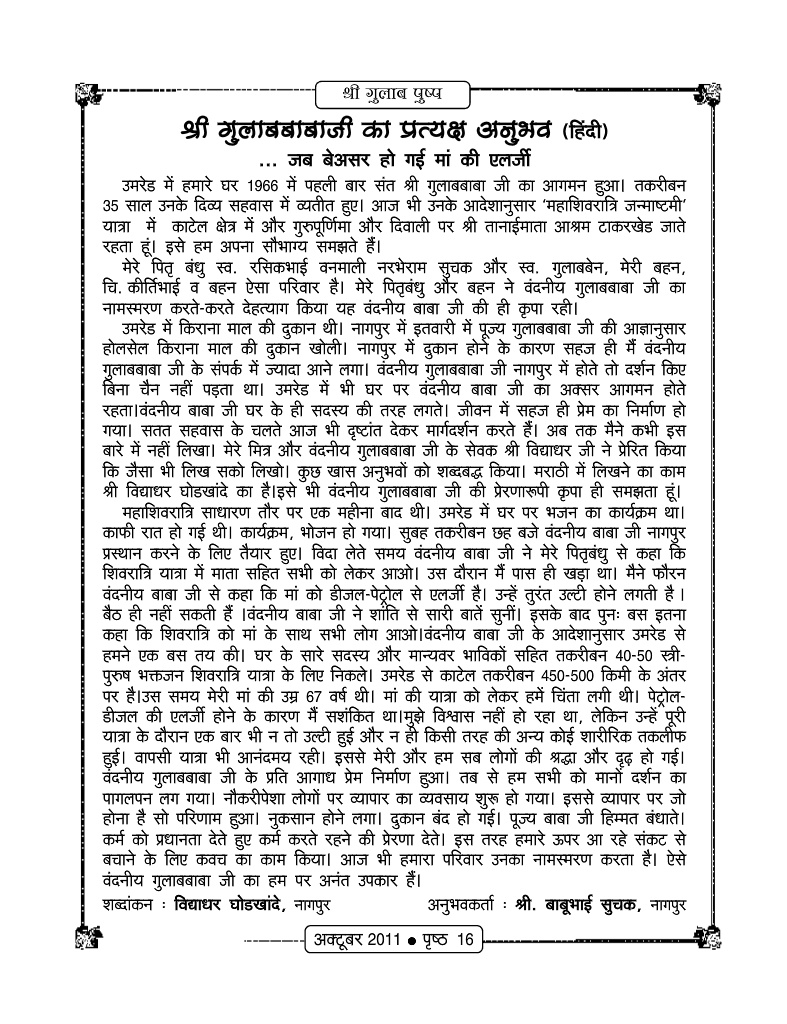 श्री गुलाब पुष्प
श्री गुलाबबाबाजी का प्रत्यक्ष अनुभव (हिंदी)
... जब बेअसर हो गई मां की एलर्जी
उमरेड में हमारे घर 1966 में पहली बार संत श्री गुलाबबाबा जी का आगमन हुआ। तकरीबन
35 साल उनके दिव्य सहवास में व्यतीत हुए। आज भी उनके आदेशानुसार ‘महाशिवरात्रि जन्माष्टमी’
यात्रा में काटेल क्षेत्र में और गुरुपूर्णिमा और दिवाली पर श्री तानाईमाता आश्रम टाकरखेड जाते
रहता हूं। इसे हम अपना सौभाग्य समझते हैं।
मेरे पितृ बंधु स्व. रसिकभाई वनमाली नरभेराम सुचक और स्व. गुलाबबेन, मेरी बहन,
चि. कीर्तिभाई व बहन ऐसा परिवार है। मेरे पितृबंधु और बहन ने वंदनीय गुलाबबाबा जी का
नामस्मरण करते-करते देहत्याग किया यह वंदनीय बाबा जी की ही कृपा रही।
उमरेड में किराना माल की दुकान थी। नागपुर में इतवारी में पूज्य गुलाबबाबा जी की आज्ञानुसार
होलसेल किराना माल की दुकान खोली। नागपुर में दुकान होने के कारण सहज ही मैं वंदनीय
गुलाबबाबा जी के संपर्क में ज्यादा आने लगा। वंदनीय गुलाबबाबा जी नागपुर में होते तो दर्शन किए
बिना चैन नहीं पड़ता था। उमरेड में भी घर पर वंदनीय बाबा जी का अक्सर आगमन होते
रहता।वंदनीय बाबा जी घर के ही सदस्य की तरह लगते। जीवन में सहज ही प्रेम का निर्माण हो
गया। सतत सहवास के चलते आज भी दृष्टांत देकर मार्गदर्शन करते हैं। अब तक मैने कभी इस
बारे में नहीं लिखा। मेरे मित्र और वंदनीय गुलाबबाबा जी के सेवक श्री विद्याधर जी ने प्रेरित किया
कि जैसा भी लिख सको लिखो। कुछ खास अनुभवों को शब्दबद्ध किया। मराठी में लिखने का काम
श्री विद्याधर घोडखांदे का है।इसे भी वंदनीय गुलाबबाबा जी की प्रेरणारूपी कृपा ही समझता हूं।
महाशिवरात्रि साधारण तौर पर एक महीना बाद थी। उमरेड में घर पर भजन का कार्यक्रम था।
काफी रात हो गई थी। कार्यक्रम, भोजन हो गया। सुबह तकरीबन छह बजे वंदनीय बाबा जी नागपुर
प्रस्थान करने के लिए तैयार हुए। विदा लेते समय वंदनीय बाबा जी ने मेरे पितृबंधु से कहा कि
शिवरात्रि यात्रा में माता सहित सभी को लेकर आओ। उस दौरान मैं पास ही खड़ा था। मैने फौरन
वंदनीय बाबा जी से कहा कि मां को डीजल-पेट्रोल से एलर्जी है। उन्हें तुरंत उल्टी होने लगती है ।
बैठ ही नहीं सकती हैं ।वंदनीय बाबा जी ने शांति से सारी बातें सुनीं। इसके बाद पुनः बस इतना
कहा कि शिवरात्रि को मां के साथ सभी लोग आओ।वंदनीय बाबा जी के आदेशानुसार उमरेड से
हमने एक बस तय की। घर के सारे सदस्य और मान्यवर भाविकों सहित तकरीबन 40-50 स्त्री-
पुरुष भक्तजन शिवरात्रि यात्रा के लिए निकले। उमरेड से काटेल तकरीबन 450-500 किमी के अंतर
पर है।उस समय मेरी मां की उम्र 67 वर्ष थी। मां की यात्रा को लेकर हमें चिंता लगी थी। पेट्रोल-
डीजल की एलर्जी होने के कारण मैं सशंकित था।मुझे विश्वास नहीं हो रहा था, लेकिन उन्हें पूरी
यात्रा के दौरान एक बार भी न तो उल्टी हुई और न ही किसी तरह की अन्य कोई शारीरिक तकलीफ
हुई। वापसी यात्रा भी आनंदमय रही। इससे मेरी और हम सब लोगों की श्रद्धा और दृढ़ हो गई।
वंदनीय गुलाबबाबा जी के प्रति आगाध प्रेम निर्माण हुआ। तब से हम सभी को मानों दर्शन का
पागलपन लग गया। नौकरीपेशा लोगों पर व्यापार का व्यवसाय शुरू हो गया। इससे व्यापार पर जो
होना है सो परिणाम हुआ। नुकसान होने लगा। दुकान बंद हो गई। पूज्य बाबा जी हिम्मत बंधाते।
कर्म को प्रधानता देते हुए कर्म करते रहने की प्रेरणा देते। इस तरह हमारे ऊपर आ रहे संकट से
बचाने के लिए कवच का काम किया। आज भी हमारा परिवार उनका नामस्मरण करता है। ऐसे
वंदनीय गुलाबबाबा जी का हम पर अनंत उपकार हैं।
शब्दांकन : विद्याधर घोडखांदे, नागपुर अनुभवकर्ता : श्री. बाबूभाई सुचक, नागपुर
अक्टूबर 2011 ● पृष्ठ 16